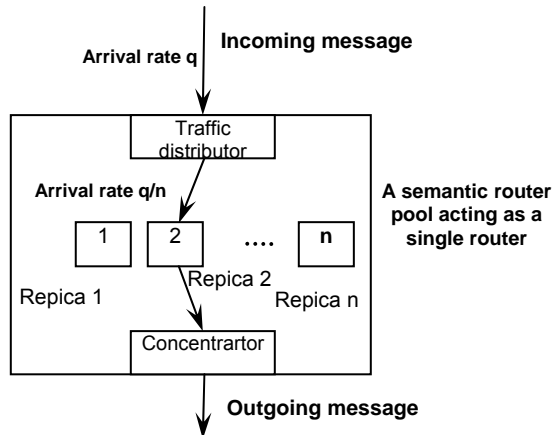 Incoming message
Arrival rate q
Traffic
distributor
Arrival rate q/n
A semantic router
pool acting as a
single router
1
2
....
n
Repica 1
Repica 2
Repica n
Concentrartor
Outgoing message